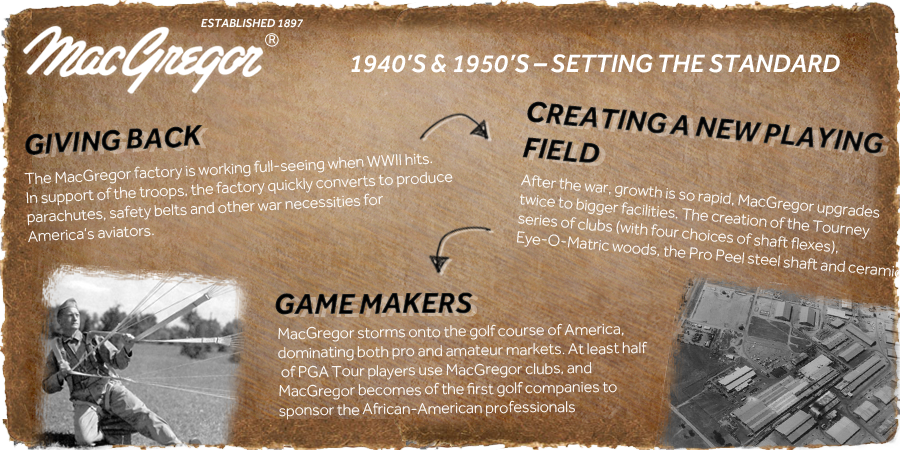 ESTABLISHED 1897
MacGregor®
1940'S & 1950'S – SETTING THE STANDARD
GIVING BACK
The MacGregor factory is working full-seeing when WWII hits.
In support of the troops, the factory quickly converts to produce
parachutes, safety belts and other war necessities for
America's aviators.
CREATING A NEW PLAYING
FIELD
After the war, growth is so rapid, MacGregor upgrades
twice to bigger facilities. The creation of the Tourney
series of clubs (with four choices of shaft flexes),
Eye-O-Matric woods, the Pro Peel steel shaft and ceramic
GAME MAKERS
MacGregor storms onto the golf course of America,
dominating both pro and amateur markets. At least half
of PGA Tour players use MacGregor clubs, and
MacGregor becomes of the first golf companies to
sponsor the African-American professionals